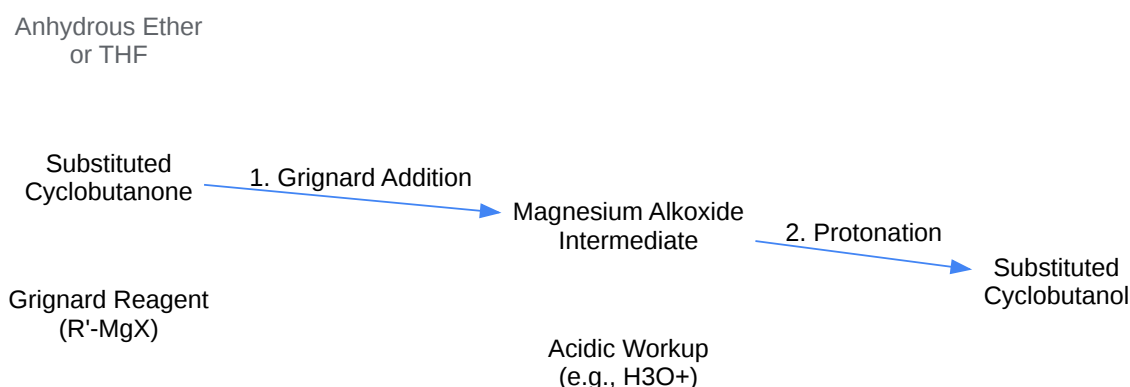 Anhydrous Ether
or THF
Substituted
Cyclobutanone
1. Grignard Addition
Magnesium Alkoxide
Intermediate
2. Protonation
Substituted
Cyclobutanol
Grignard Reagent
(R'-MgX)
Acidic Workup
(e.g., H3O+)